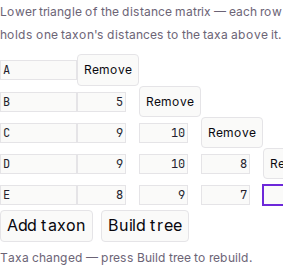 Lower triangle of the distance matrix — each row
holds one taxon's distances to the taxa above it.
A Remove
B 5 Remove
C 9 10 Remove
D 9 10 8
E 8 9 7
Add taxon Build tree
Taxa changed — press Build tree to rebuild.